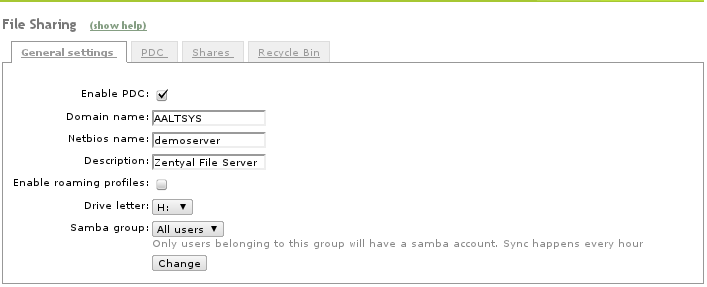 File Sharing (show help)
General settings PDC Shares Recycle Bin
Enable PDC:
Domain name: AALTSYS
Netbios name: demoserver
Description: Zentyal File Server
Enable roaming profiles:
Drive letter: H:
Samba group: All users
Only users belonging to this group will have a samba account. Sync happens every hour
Change